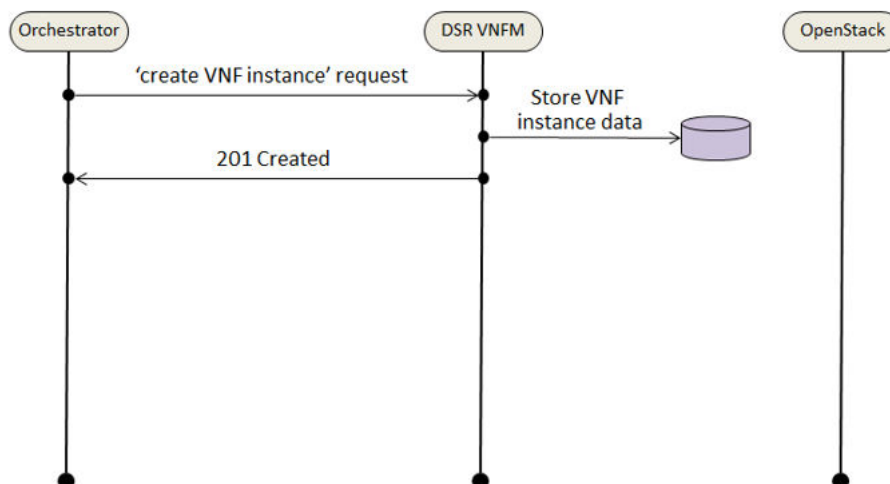 Orchestrator
DSR VNFM
OpenStack
‘create VNF instance’ request
Store VNF
instance data
201 Created